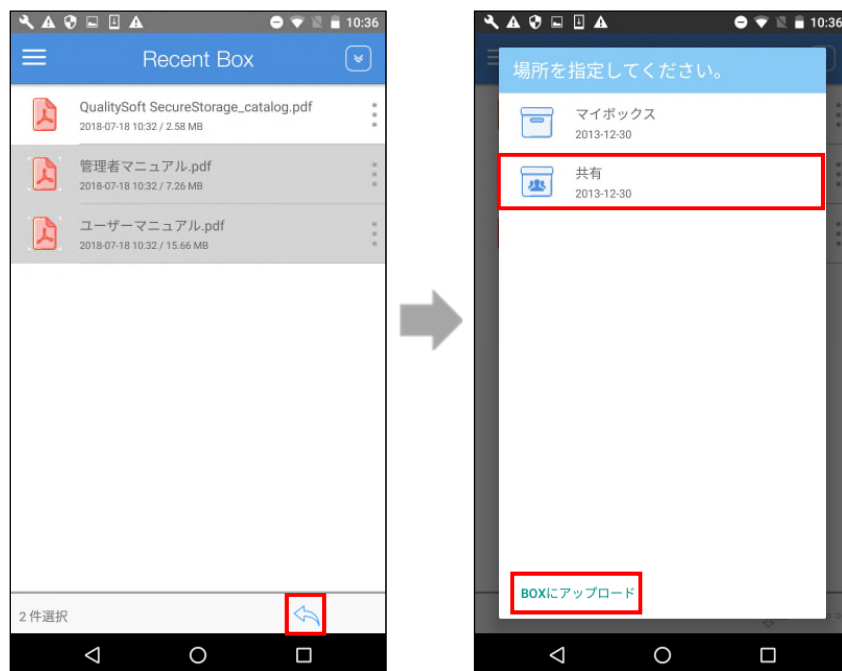 10:36
Recent Box
QualitySoft SecureStorage_catalog.pdf
2018-07-18 10:32 / 2.58 MB
管理者マニュアル.pdf
2018-07-18 10:32 / 7.26 MB
ユーザーマニュアル.pdf
2018-07-18 10:32 / 15.66 MB
2 件選択
10:36
場所を指定してください。
マイボックス
2013-12-30
共有
2013-12-30
BOXにアップロード